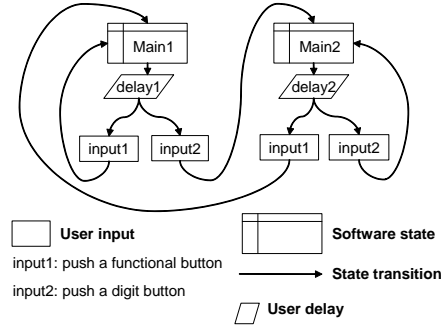 Main1
Main2
delay1
delay2
input1
input2
input1
input2
User input
Software state
input1: push a functional button
State transition
input2: push a digit button
User delay